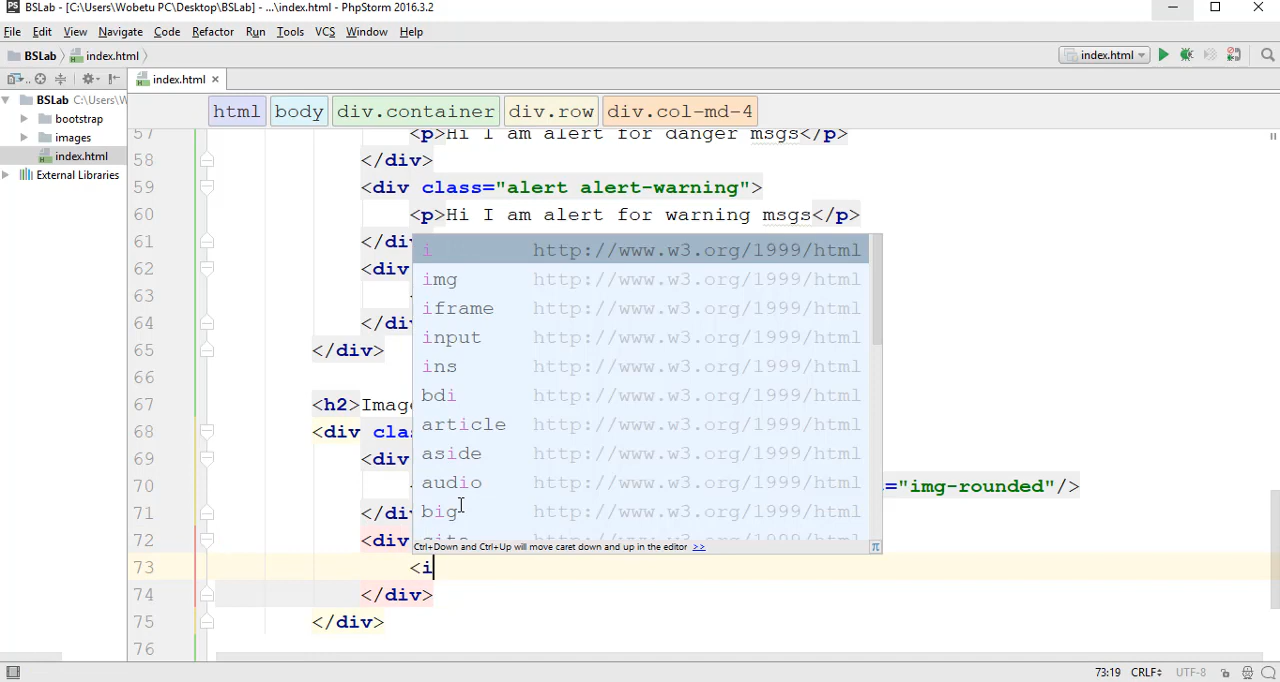 BSLab - [C:\Users\Wobetu PC\Desktop\BSLab] - ...\index.html - PhpStorm 2016.3.2
File Edit View Navigate Code Refactor Run Tools VCS Window Help
BSLab index.html index.html
index.html
BSLab C:\Users\W
bootstrap
images
index.html
External Libraries
html body div.container div.row div.col-md-4
57 <p>Hi I am alert for danger msgs</p>
58 </div>
59 <div class="alert alert-warning">
60 <p>Hi I am alert for warning msgs</p>
61 </di
62 <div
63
64 </di
65 </div>
66
67 <h2>Image
68 <div clas
69 <div
70 ="img-rounded"/>
71 </di
72 <div
73 <i
74 </div>
75 </div>
76
i http://www.w3.org/1999/html
img http://www.w3.org/1999/html
iframe http://www.w3.org/1999/html
input http://www.w3.org/1999/html
ins http://www.w3.org/1999/html
bdi http://www.w3.org/1999/html
article http://www.w3.org/1999/html
aside http://www.w3.org/1999/html
audio http://www.w3.org/1999/html
big http://www.w3.org/1999/html
Ctrl+Down and Ctrl+Up will move caret down and up in the editor >> π
73:19 CRLF UTF-8